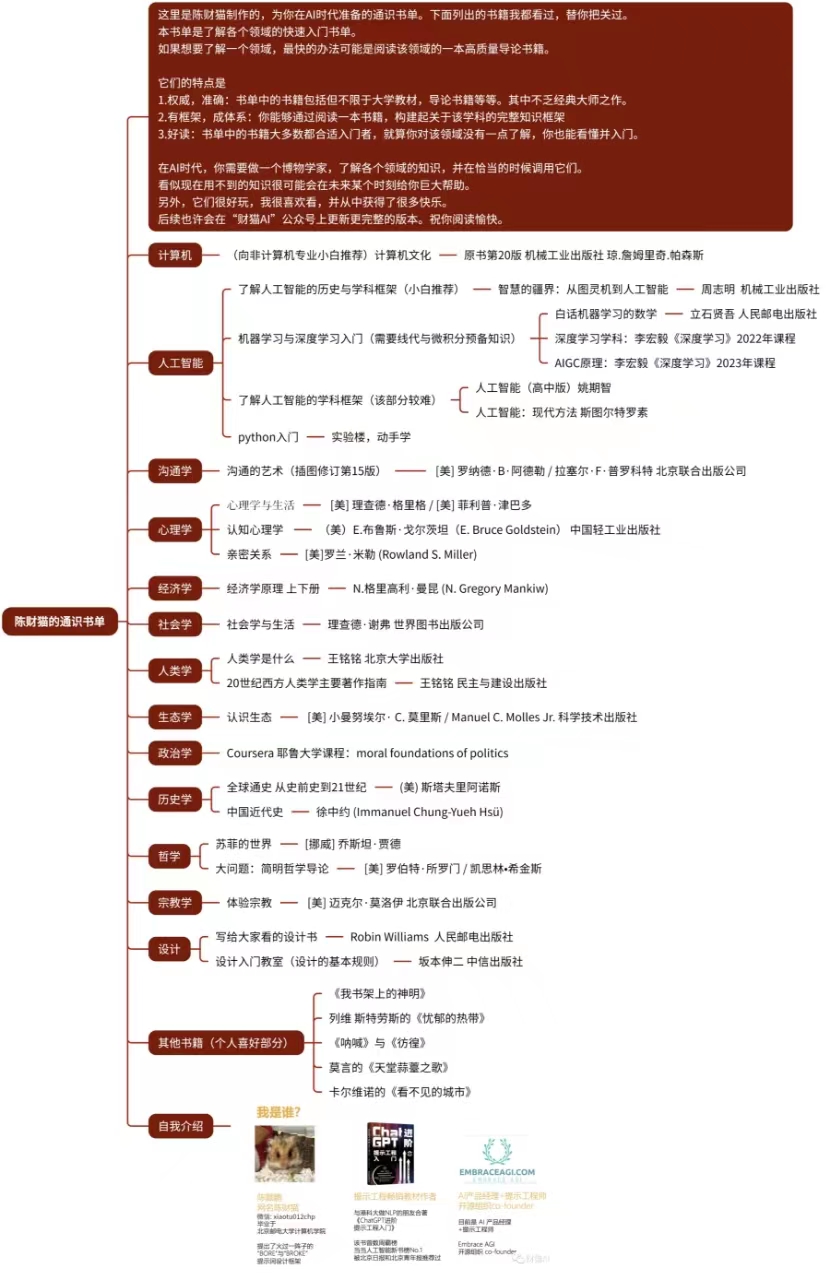 这里是陈财猫制作的，为你在AI时代准备的通识书单。下面列出的书籍我都看过，替你把关过。
本书单是了解各个领域的快速入门书单。
如果想要了解一个领域，最快的办法可能是阅读该领域的一本高质量导论书籍。
它们的特点是
1.权威，准确：书单中的书籍包括但不限于大学教材，导论书籍等等。其中不乏经典大师之作。
2.有框架，成体系：你能够通过阅读一本书籍，构建起关于该学科的完整知识框架
3.好读：书单中的书籍大多数都合适入门者，就算你对该领域没有一点了解，你也能看懂并入门。
在AI时代，你需要做一个博物学家，了解各个领域的知识，并在恰当的时候调用它们。
看似现在用不到的知识很可能会在未来某个时刻给你巨大帮助。
另外，它们很好玩，我很喜欢看，并从中获得了很多快乐。
后续也许会在“财猫AI”公众号上更新更完整的版本。祝你阅读愉快。
陈财猫的通识书单
计算机
（向非计算机专业小白推荐）计算机文化 原书第20版 机械工业出版社 琼.詹姆里奇.帕森斯
人工智能
了解人工智能的历史与学科框架（小白推荐） 智慧的疆界：从图灵机到人工智能 周志明 机械工业出版社
机器学习与深度学习入门（需要线代与微积分预备知识）
白话机器学习的数学 立石贤吾 人民邮电出版社
深度学习学科：李宏毅《深度学习》2022年课程
AIGC原理：李宏毅《深度学习》2023年课程
了解人工智能的学科框架（该部分较难）
人工智能（高中版）姚期智
人工智能：现代方法 斯图尔特罗素
python入门 实验楼，动手学
沟通学
沟通的艺术（插图修订第15版） [美] 罗纳德·B·阿德勒 / 拉塞尔·F·普罗科特 北京联合出版公司
心理学
心理学与生活 [美] 理查德·格里格 / [美] 菲利普·津巴多
认知心理学 （美）E.布鲁斯·戈尔茨坦（E. Bruce Goldstein） 中国轻工业出版社
亲密关系 [美]罗兰·米勒 (Rowland S. Miller)
经济学
经济学原理 上下册 N.格里高利·曼昆 (N. Gregory Mankiw)
社会学
社会学与生活 理查德·谢弗 世界图书出版公司
人类学
人类学是什么 王铭铭 北京大学出版社
20世纪西方人类学主要著作指南 王铭铭 民主与建设出版社
生态学
认识生态 [美] 小曼努埃尔· C. 莫里斯 / Manuel C. Molles Jr. 科学技术出版社
政治学
Coursera 耶鲁大学课程：moral foundations of politics
历史学
全球通史 从史前史到21世纪 (美) 斯塔夫里阿诺斯
中国近代史 徐中约 (Immanuel Chung-Yueh Hsü)
哲学
苏菲的世界 [挪威] 乔斯坦·贾德
大问题：简明哲学导论 [美] 罗伯特·所罗门 / 凯思林•希金斯
宗教学
体验宗教 [美] 迈克尔·莫洛伊 北京联合出版公司
设计
写给大家看的设计书 Robin Williams 人民邮电出版社
设计入门教室（设计的基本规则） 坂本伸二 中信出版社
其他书籍（个人喜好部分）
《我书架上的神明》
列维 斯特劳斯的《忧郁的热带》
《呐喊》与《彷徨》
莫言的《天堂蒜薹之歌》
卡尔维诺的《看不见的城市》
自我介绍
我是谁？
网名陈财猫
微信：xiaotu012chp
毕业于
北京邮电大学计算机学院
提出了火过一阵子的
"BORE"与"BROKE"
提示词设计框架
ChatGPT进阶
提示工程入门
提示工程畅销教材作者
与塞科大做NLP的朋友合著
《ChatGPT进阶
提示工程入门》
该书曾数周霸榜
当当人工智能新书榜No.1
被北京日报和北京青年报推荐过
EMBRACEAGI.COM
EMBRACE AGI
AI产品经理+提示工程师
开源组织co-founder
目前是 AI 产品经理
+提示工程师
Embrace AGI
开源组织 co-founder